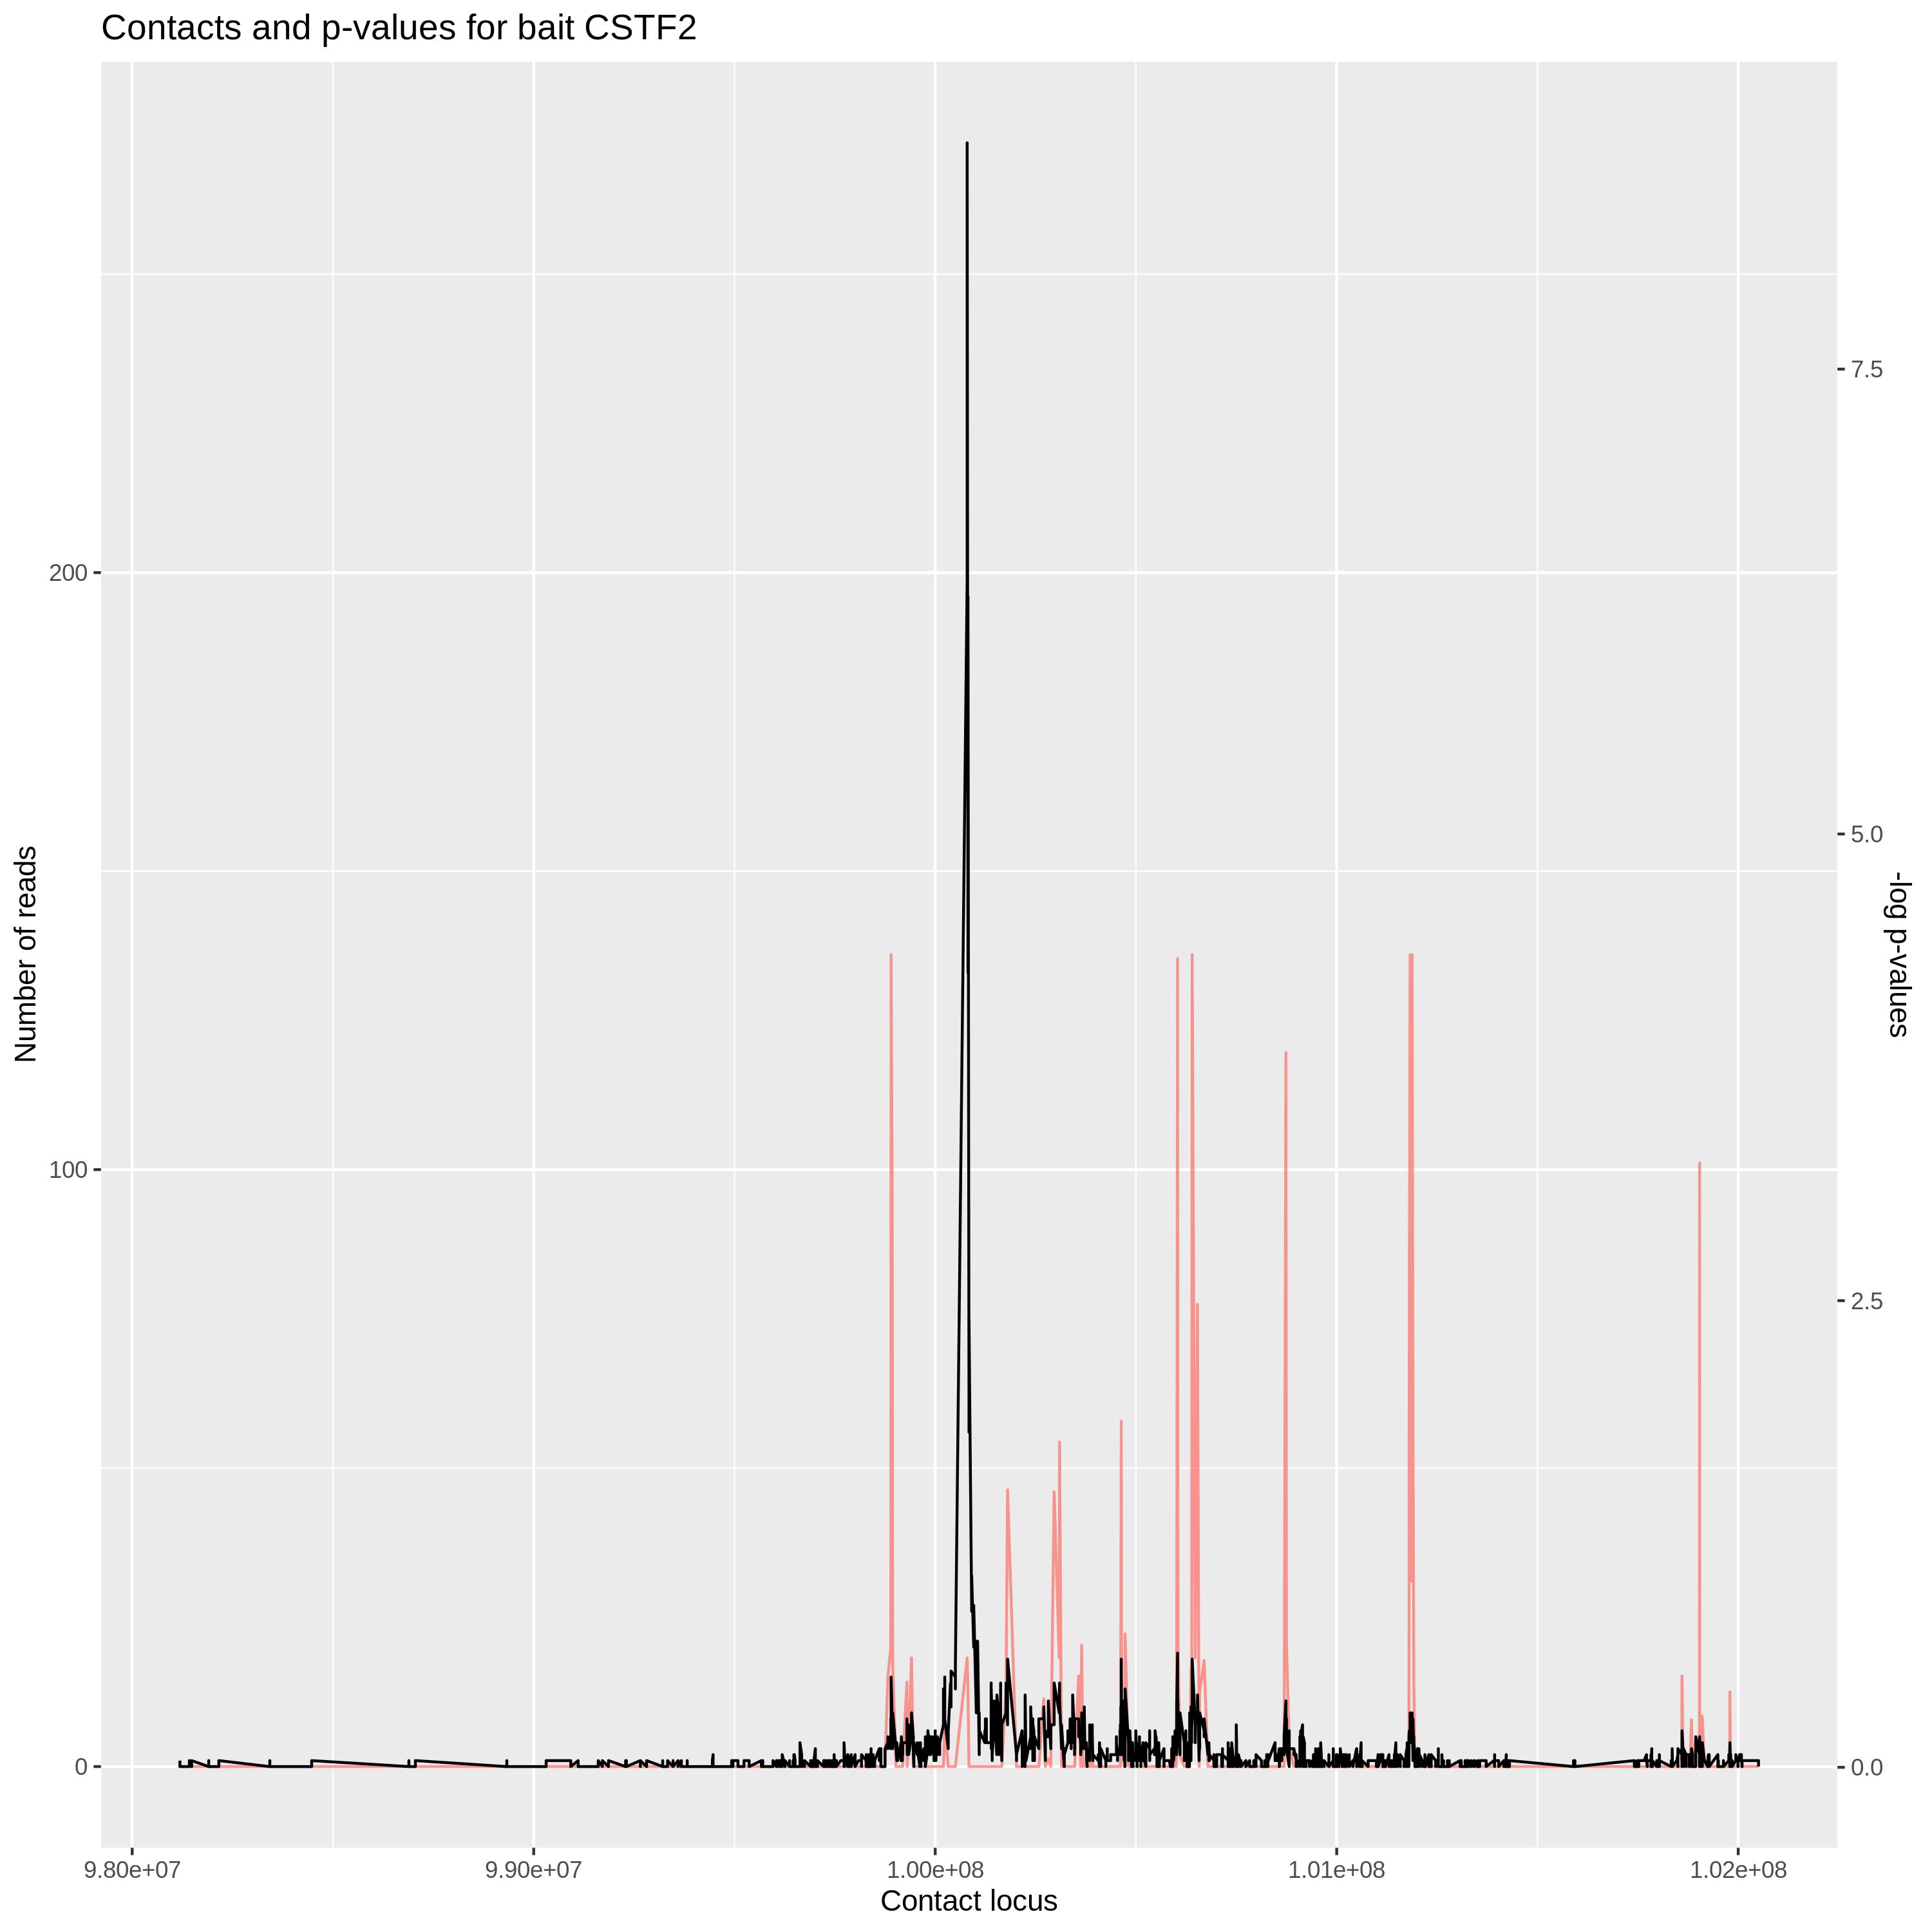 Contacts and p-values for bait CSTF2
Number of reads
200
100
0
7.5
5.0
2.5
0.0
-log p-values
9.80e+07
9.90e+07
1.00e+08
1.01e+08
1.02e+08
Contact locus